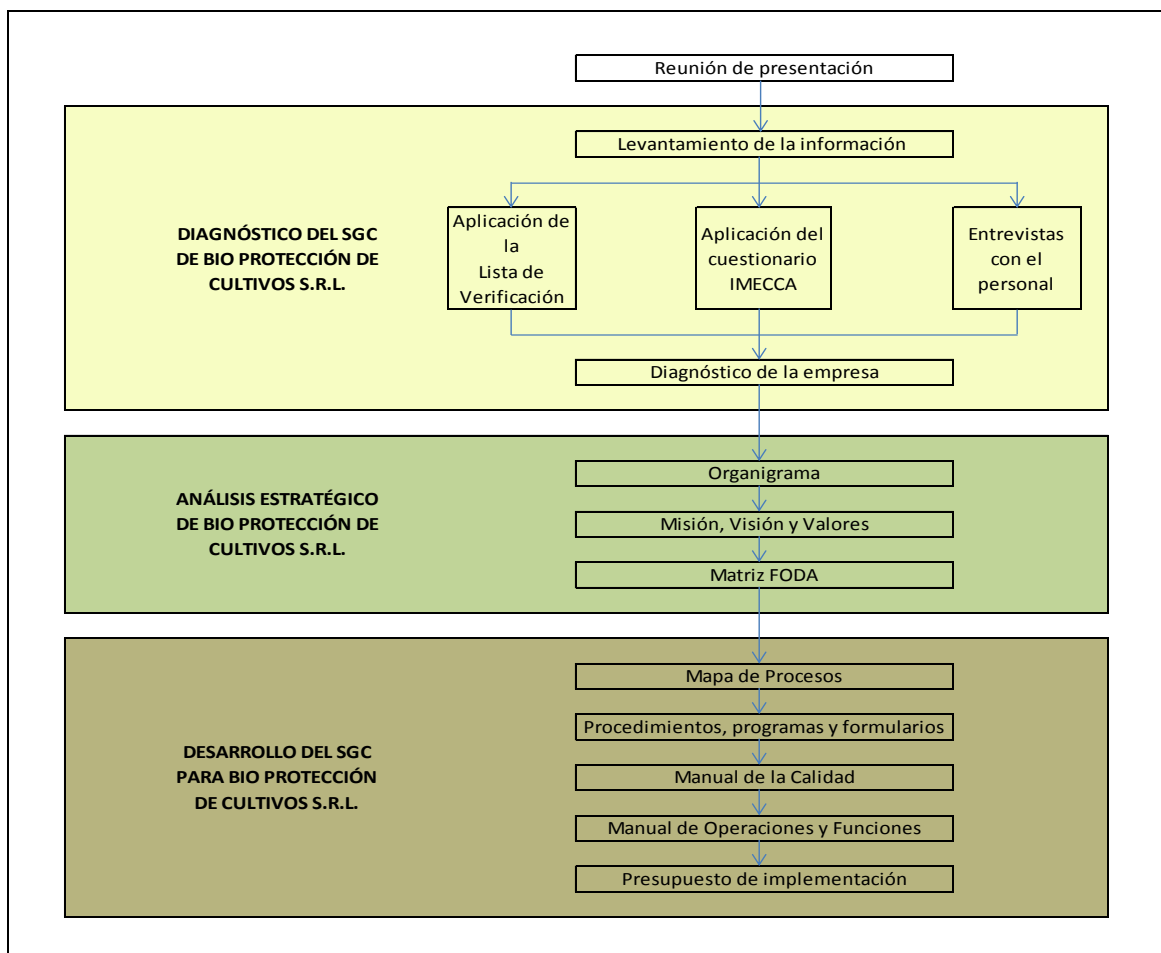 Reunión de presentación
DIAGNÓSTICO DEL SGC
DE BIO PROTECCIÓN DE
CULTIVOS S.R.L.
Levantamiento de la información
Aplicación de
la
Lista de
Verificación
Aplicación del
cuestionario
IMECCA
Entrevistas
con el
personal
Diagnóstico de la empresa
ANÁLISIS ESTRATÉGICO
DE BIO PROTECCIÓN DE
CULTIVOS S.R.L.
Organigrama
Misión, Visión y Valores
Matriz FODA
DESARROLLO DEL SGC
PARA BIO PROTECCIÓN
DE CULTIVOS S.R.L.
Mapa de Procesos
Procedimientos, programas y formularios
Manual de la Calidad
Manual de Operaciones y Funciones
Presupuesto de implementación